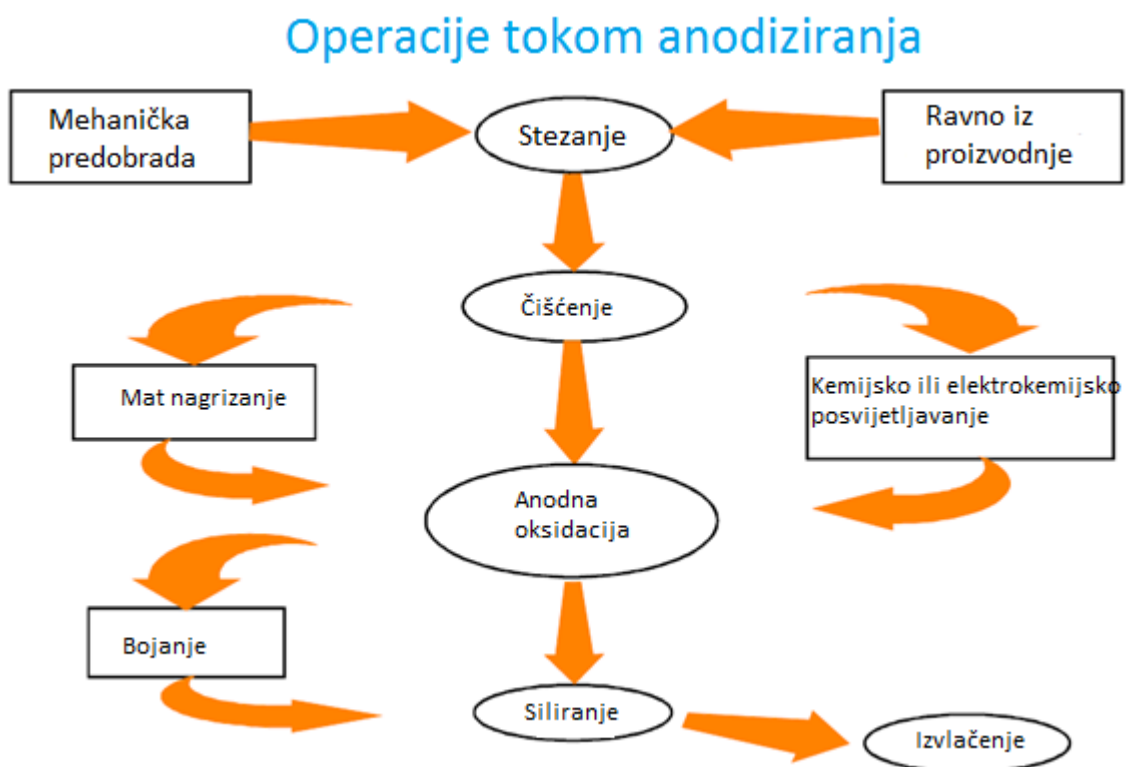 Operacije tokom anodiziranja
Mehanička
predobrada
Stezanje
Ravno iz
proizvodnje
Čišćenje
Mat nagrizanje
Kemijsko ili elektrokemijsko
posvijetljavanje
Anodna
oksidacija
Bojanje
Siliranje
Izvlačenje